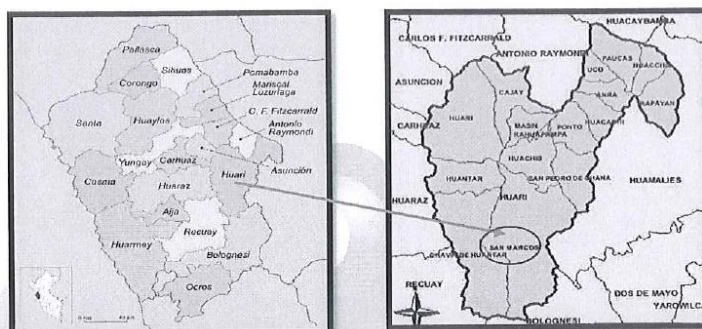 Pallasca
Sihuas
Pomabamba
Corongo
Mariscal
Luzuriaga
Santa
Huaylas
C. F. Fitzcarrald
Antonio
Raymondi
Yungay
Carhuaz
Asunción
Casma
Huaraz
Huari
Aija
Recuay
Huarmey
Bolognesi
Ocros
HUACAYBAMBA
CARLOS F. FITZCARRALD
ANTONIO RAYMONDI
PAUCAS
UCO
HUACCHIS
ASUNCION
CAJAY
ANRA
RAPAYAN
HUARI
CARHUAZ
MASIN
RAHUAPAMPA
PONTO
HUACACHI
HUACHIS
HUANTAR
SAN PEDRO DE CHANA
HUAMALIES
HUARAZ
HUARI
SAN MARCOS
CHAVIN DE HUANTAR
RECUAY
DOS DE MAYO
YAROWILCA
BOLOGNESI